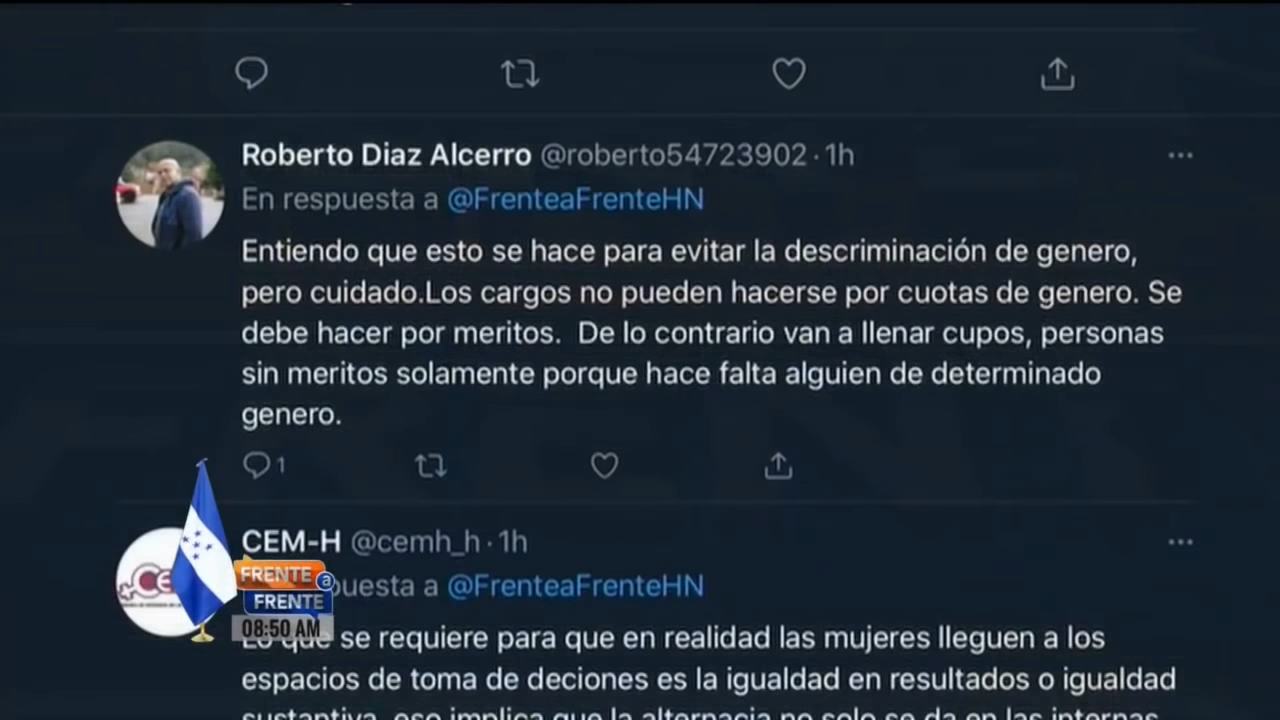 Roberto Diaz Alcerro @roberto54723902 · 1h
En respuesta a @FrenteaFrenteHN
Entiendo que esto se hace para evitar la descriminación de genero,
pero cuidado.Los cargos no pueden hacerse por cuotas de genero. Se
debe hacer por meritos. De lo contrario van a llenar cupos, personas
sin meritos solamente porque hace falta alguien de determinado
genero.
1
CEM-H @cemh_h · 1h
puesta a @FrenteaFrenteHN
FRENTE a
FRENTE
08:50 AM
Lo que se requiere para que en realidad las mujeres lleguen a los
espacios de toma de deciones es la igualdad en resultados o igualdad
sustantiva, eso implica que la alternacia no solo se da en las internas